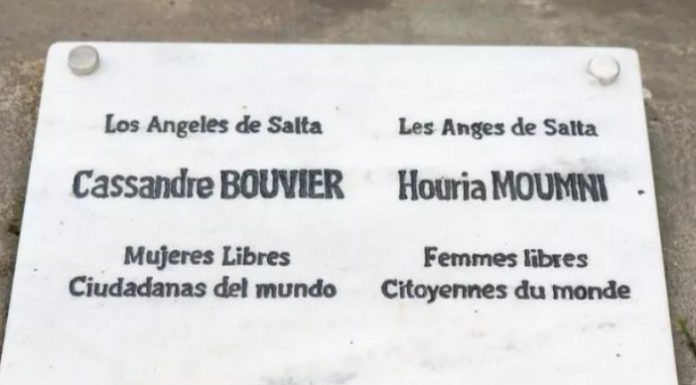 Los Angeles de Salta
Cassandre BOUVIER
Mujeres Libres
Ciudadanas del mundo
Les Anges de Salta
Houria MOUMNI
Femmes libres
Citoyennes du monde